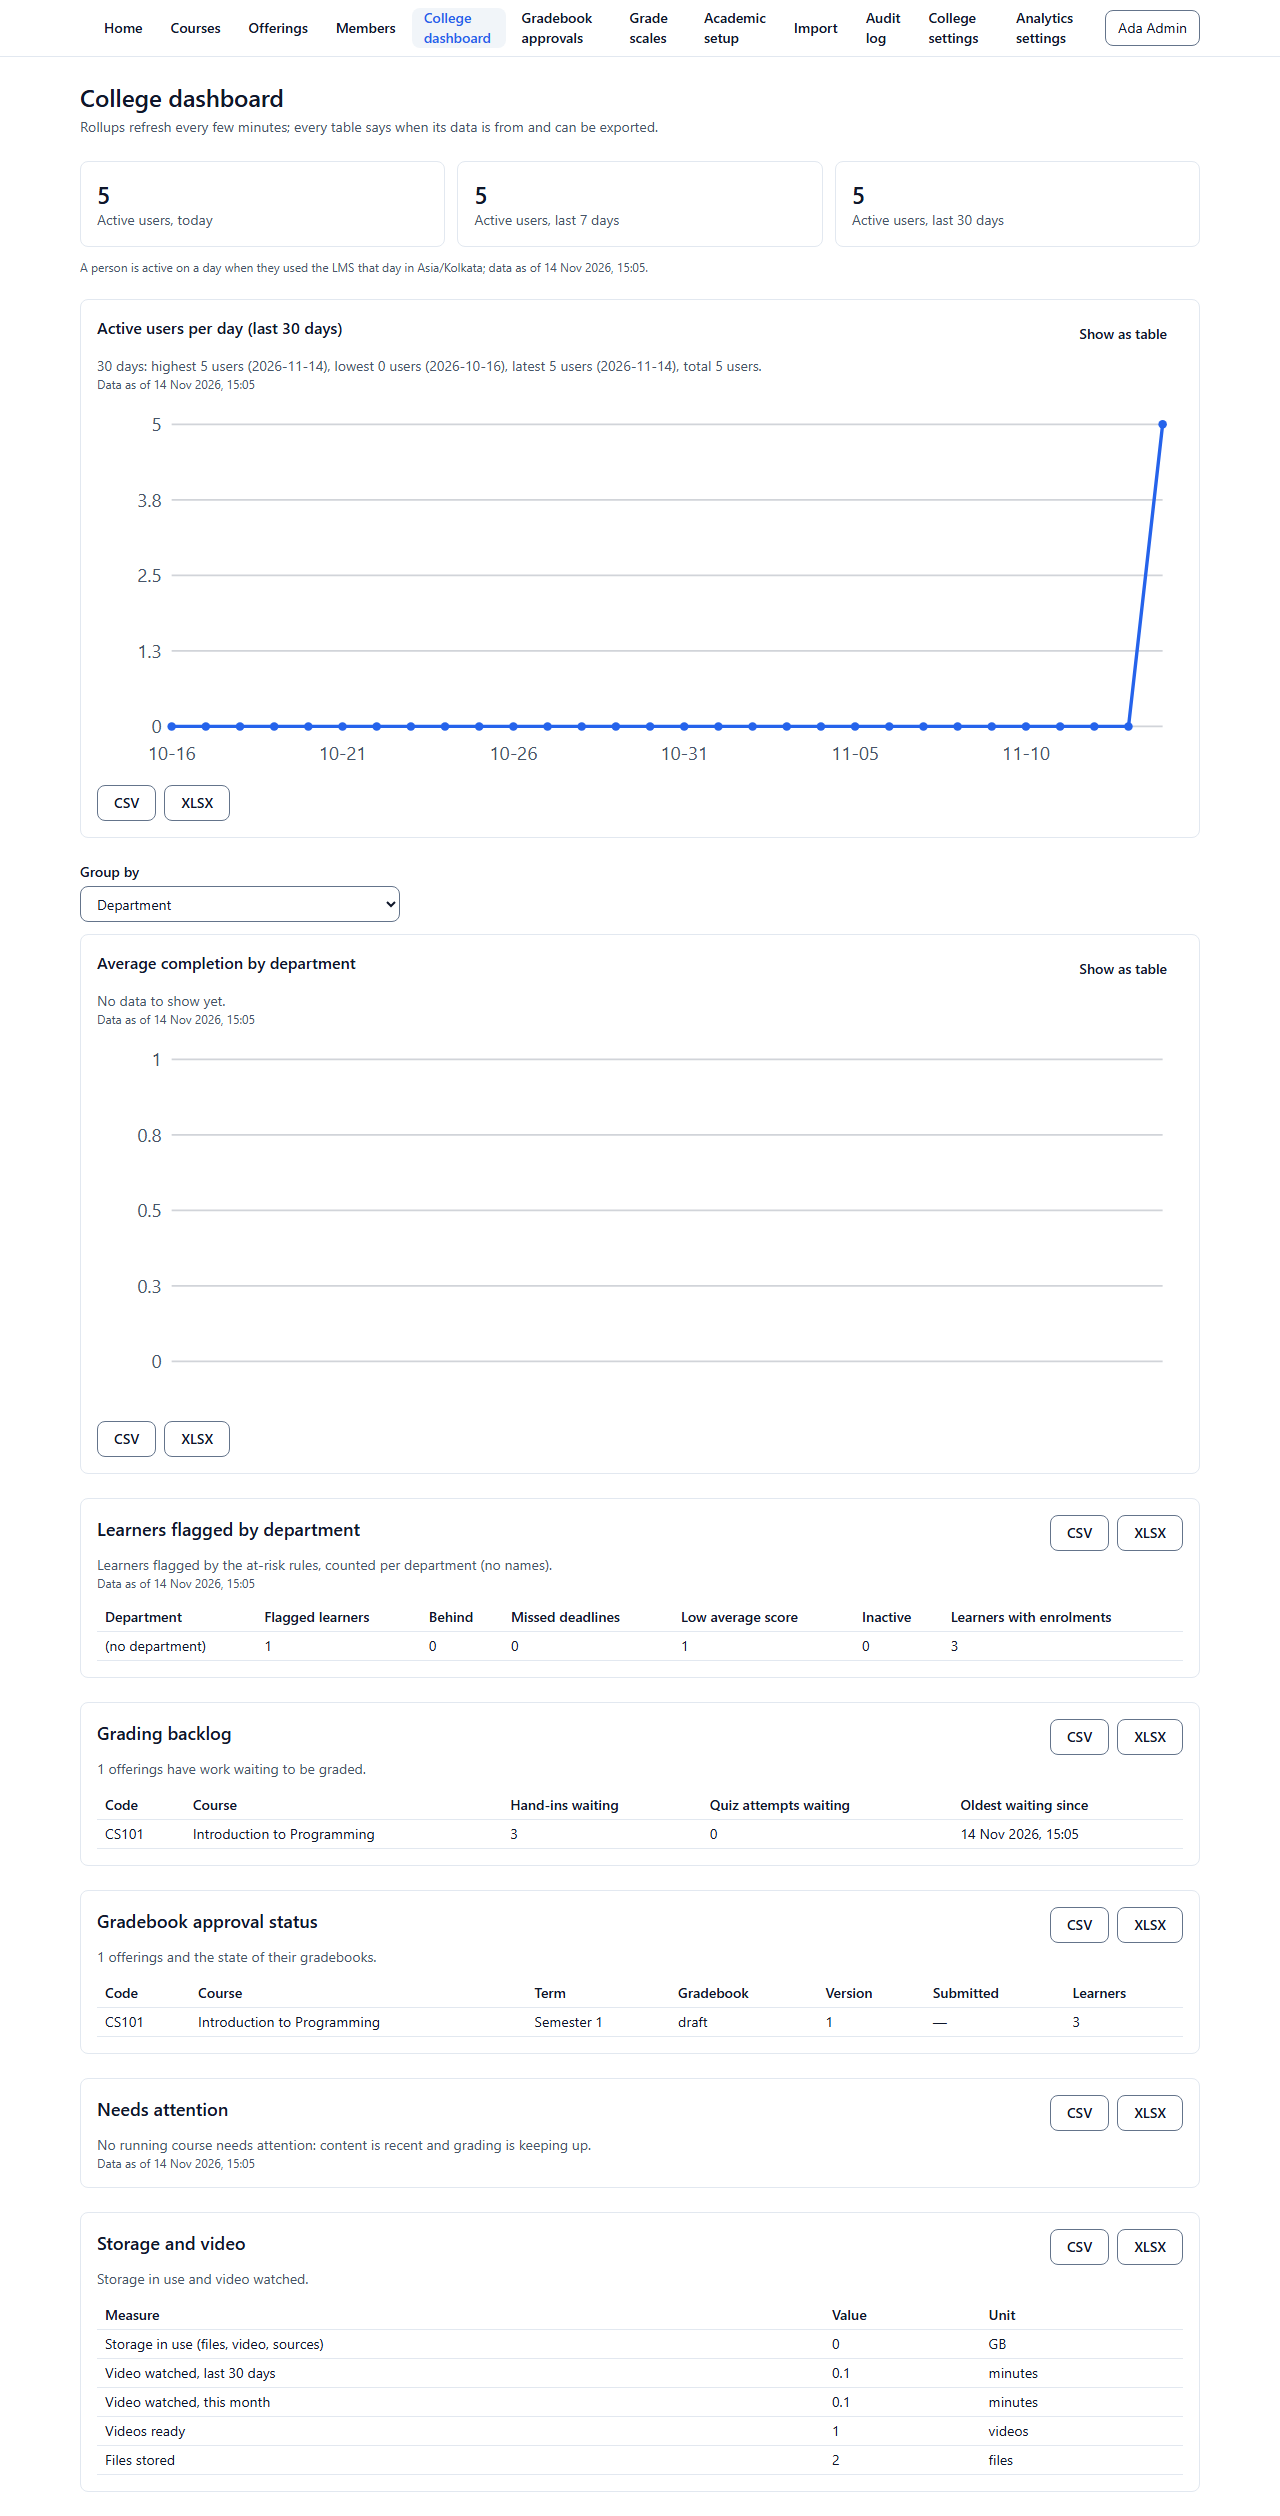 Home Courses Offerings Members College dashboard Gradebook approvals Grade scales Academic setup Import Audit log College settings Analytics settings Ada Admin
College dashboard
Rollups refresh every few minutes; every table says when its data is from and can be exported.
5 5 5
Active users, today Active users, last 7 days Active users, last 30 days
A person is active on a day when they used the LMS that day in Asia/Kolkata; data as of 14 Nov 2026, 15:05.
Active users per day (last 30 days) Show as table
30 days: highest 5 users (2026-11-14), lowest 0 users (2026-10-16), latest 5 users (2026-11-14), total 5 users.
Data as of 14 Nov 2026, 15:05
5
3.8
2.5
1.3
0
10-16 10-21 10-26 10-31 11-05 11-10
CSV XLSX
Group by
Department
Average completion by department Show as table
No data to show yet.
Data as of 14 Nov 2026, 15:05
1
0.8
0.5
0.3
0
CSV XLSX
Learners flagged by department CSV XLSX
Learners flagged by the at-risk rules, counted per department (no names).
Data as of 14 Nov 2026, 15:05
Department Flagged learners Behind Missed deadlines Low average score Inactive Learners with enrolments
(no department) 1 0 0 1 0 3
Grading backlog CSV XLSX
1 offerings have work waiting to be graded.
Code Course Hand-ins waiting Quiz attempts waiting Oldest waiting since
CS101 Introduction to Programming 3 0 14 Nov 2026, 15:05
Gradebook approval status CSV XLSX
1 offerings and the state of their gradebooks.
Code Course Term Gradebook Version Submitted Learners
CS101 Introduction to Programming Semester 1 draft 1 — 3
Needs attention CSV XLSX
No running course needs attention: content is recent and grading is keeping up.
Data as of 14 Nov 2026, 15:05
Storage and video CSV XLSX
Storage in use and video watched.
Measure Value Unit
Storage in use (files, video, sources) 0 GB
Video watched, last 30 days 0.1 minutes
Video watched, this month 0.1 minutes
Videos ready 1 videos
Files stored 2 files